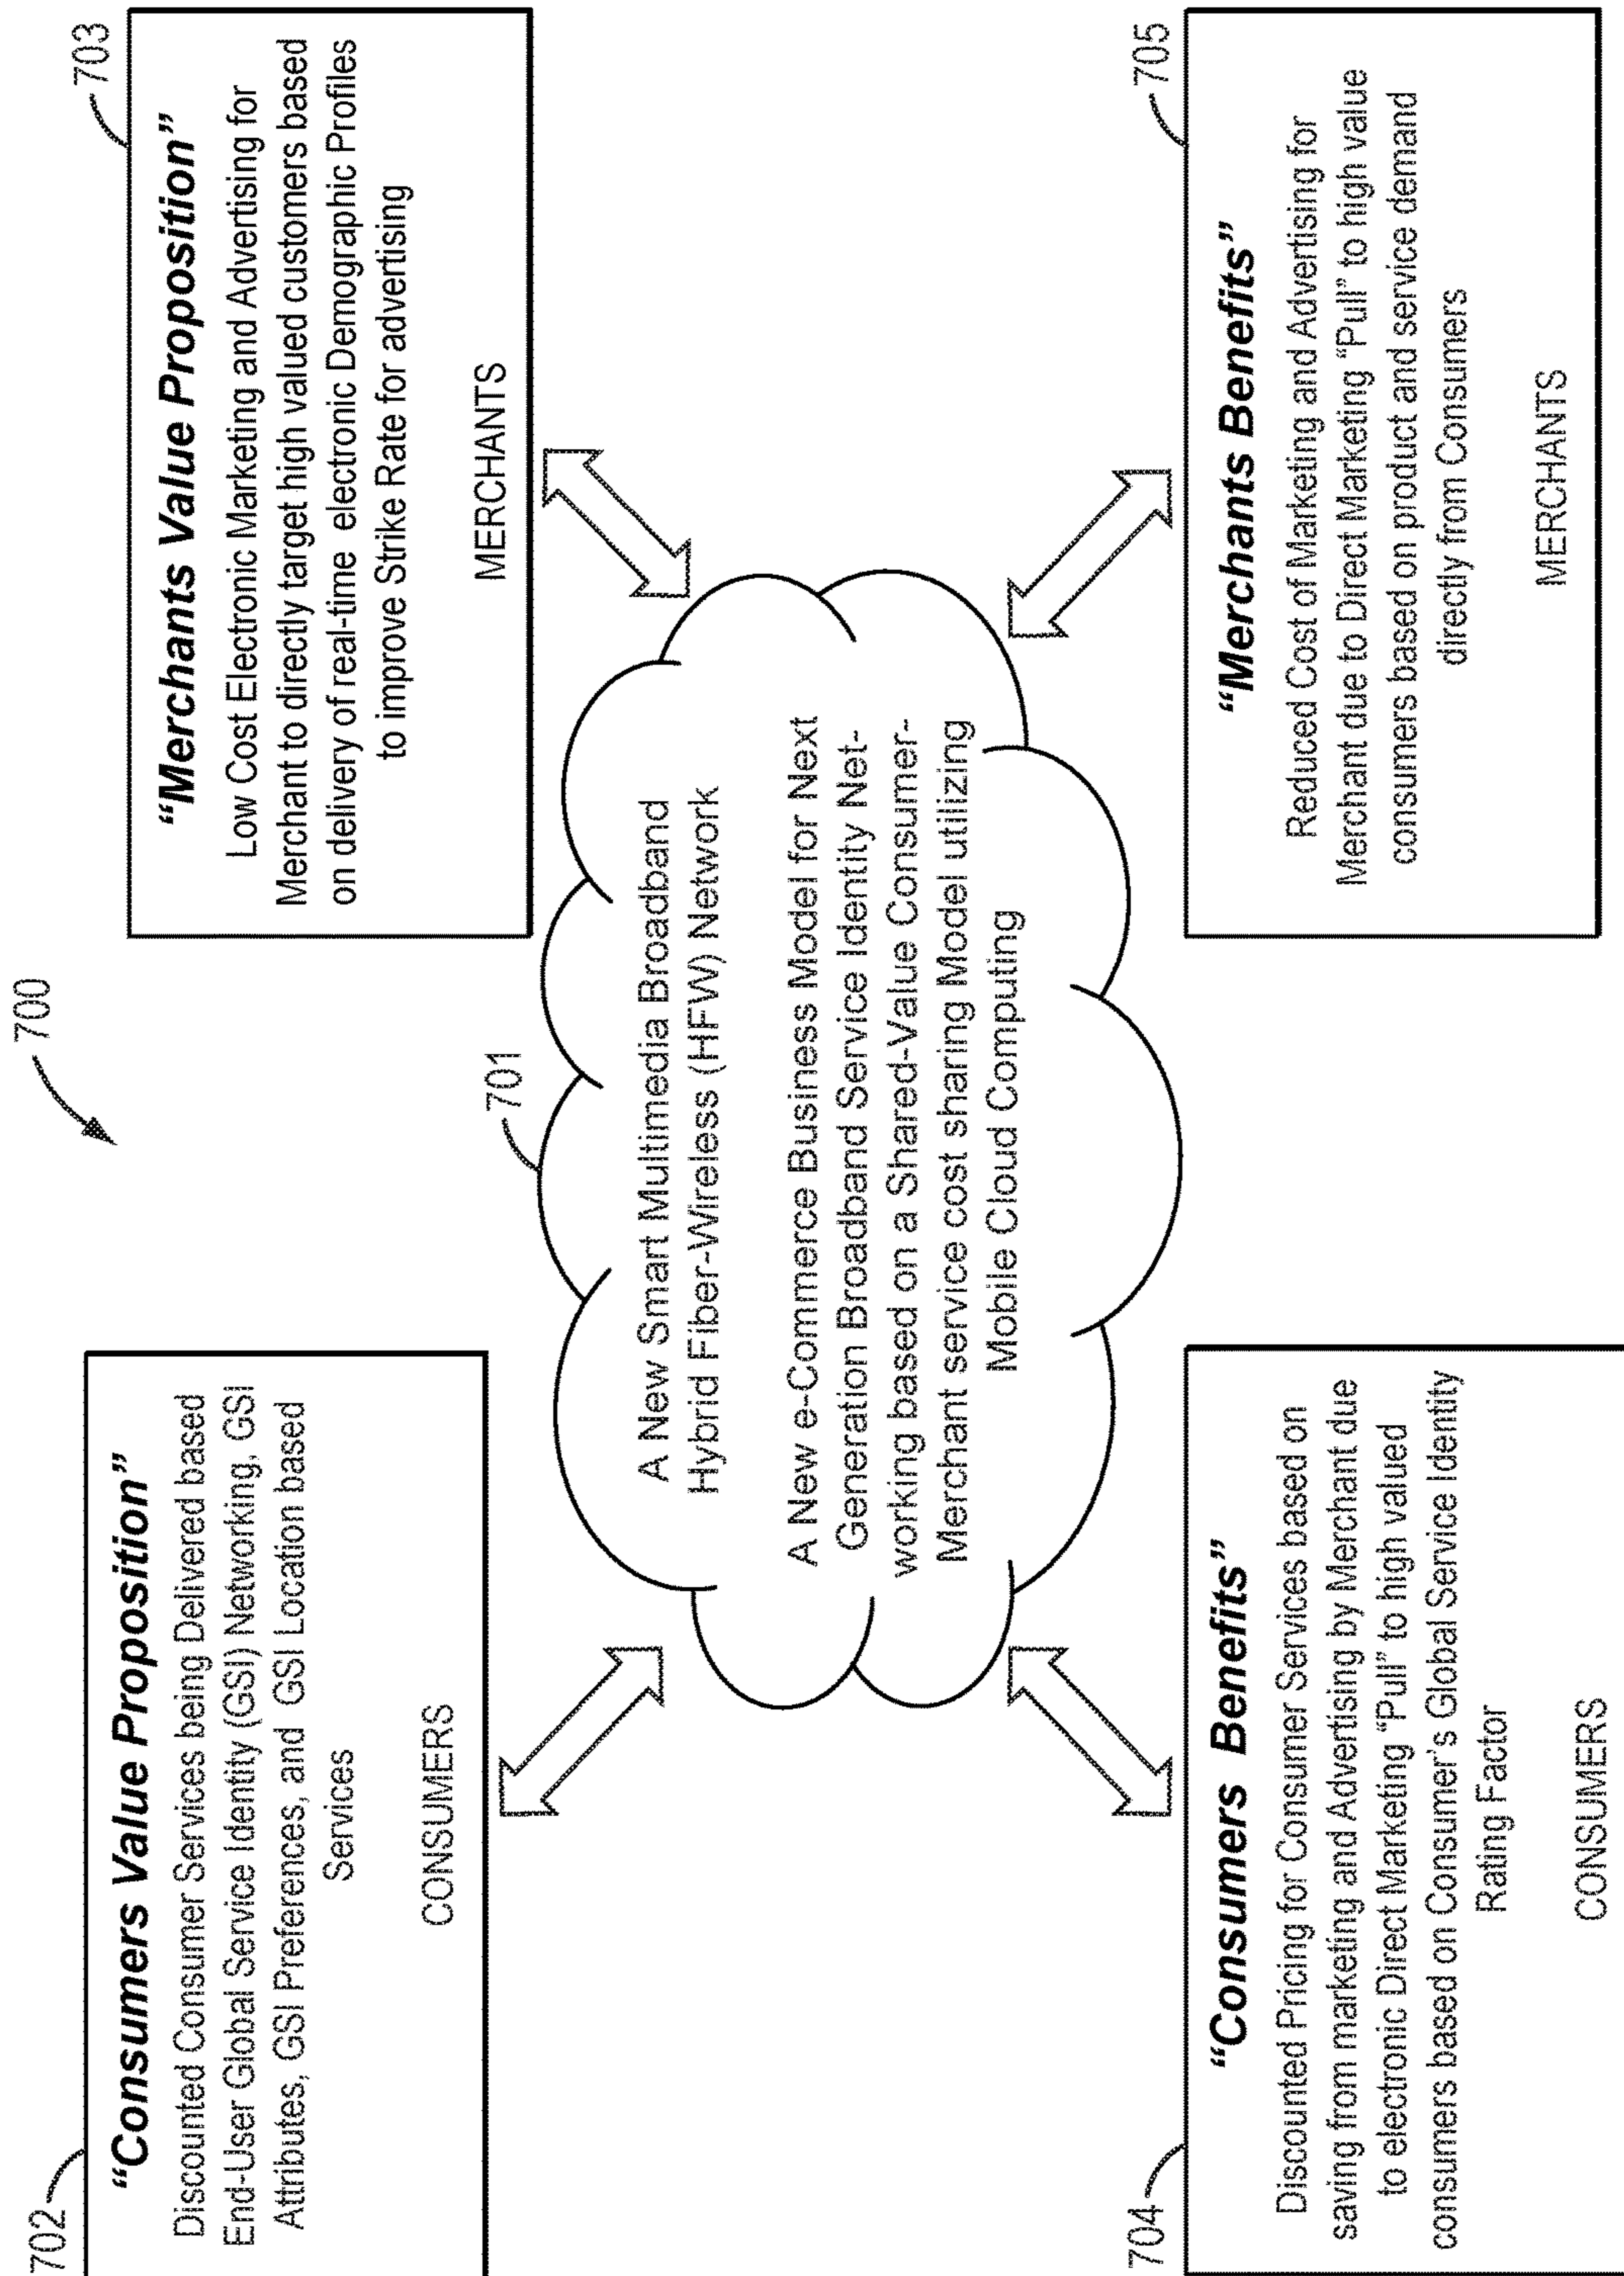 700
702
“Consumers Value Proposition”
Discounted Consumer Services being Delivered based
End-User Global Service Identity (GSI) Networking, GSI
Attributes, GSI Preferences, and GSI Location based
Services
CONSUMERS
703
“Merchants Value Proposition”
Low Cost Electronic Marketing and Advertising for
Merchant to directly target high valued customers based
on delivery of real-time electronic Demographic Profiles
to improve Strike Rate for advertising
MERCHANTS
701
A New Smart Multimedia Broadband
Hybrid Fiber-Wireless (HFW) Network
A New e-Commerce Business Model for Next
Generation Broadband Service Identity Net-
working based on a Shared-Value Consumer-
Merchant service cost sharing Model utilizing
Mobile Cloud Computing
704
“Consumers Benefits”
Discounted Pricing for Consumer Services based on
saving from marketing and Advertising by Merchant due
to electronic Direct Marketing “Pull” to high valued
consumers based on Consumer's Global Service Identity
Rating Factor
CONSUMERS
705
“Merchants Benefits”
Reduced Cost of Marketing and Advertising for
Merchant due to Direct Marketing “Pull” to high value
consumers based on product and service demand
directly from Consumers
MERCHANTS